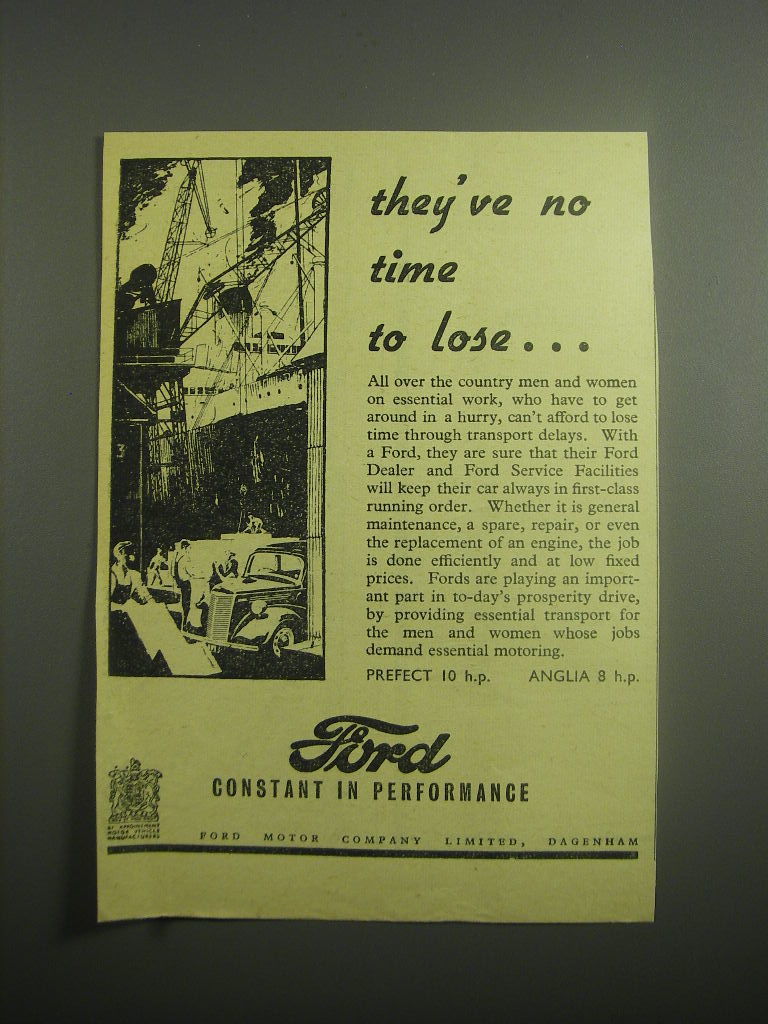 they've no
time
to lose...
All over the country men and women
on essential work, who have to get
around in a hurry, can't afford to lose
time through transport delays. With
a Ford, they are sure that their Ford
Dealer and Ford Service Facilities
will keep their car always in first-class
running order. Whether it is general
maintenance, a spare, repair, or even
the replacement of an engine, the job
is done efficiently and at low fixed
prices. Fords are playing an import-
ant part in to-day's prosperity drive,
by providing essential transport for
the men and women whose jobs
demand essential motoring.
PREFECT 10 h.p. ANGLIA 8 h.p.
3
Ford
CONSTANT IN PERFORMANCE
BY APPOINTMENT
MOTOR VEHICLE
MANUFACTURERS
FORD MOTOR COMPANY LIMITED, DAGENHAM